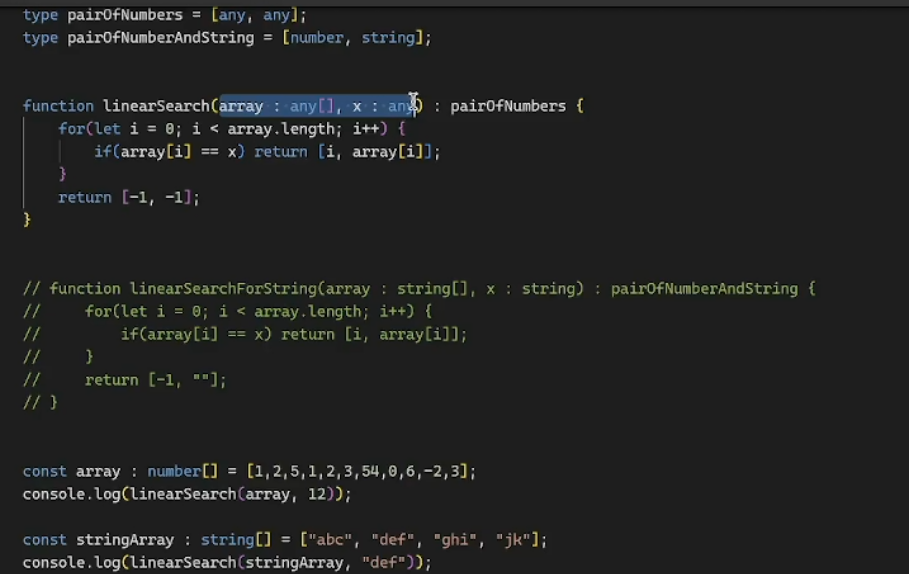 type pairOfNumbers = [any, any];
type pairOfNumberAndString = [number, string];
function linearSearch(array : any[], x : any) : pairOfNumbers {
for(let i = 0; i < array.length; i++) {
if(array[i] == x) return [i, array[i]];
}
return [-1, -1];
}
// function linearSearchForString(array : string[], x : string) : pairOfNumberAndString {
// for(let i = 0; i < array.length; i++) {
// if(array[i] == x) return [i, array[i]];
// }
// return [-1, ""];
// }
const array : number[] = [1,2,5,1,2,3,54,0,6,-2,3];
console.log(linearSearch(array, 12));
const stringArray : string[] = ["abc", "def", "ghi", "jk"];
console.log(linearSearch(stringArray, "def"));